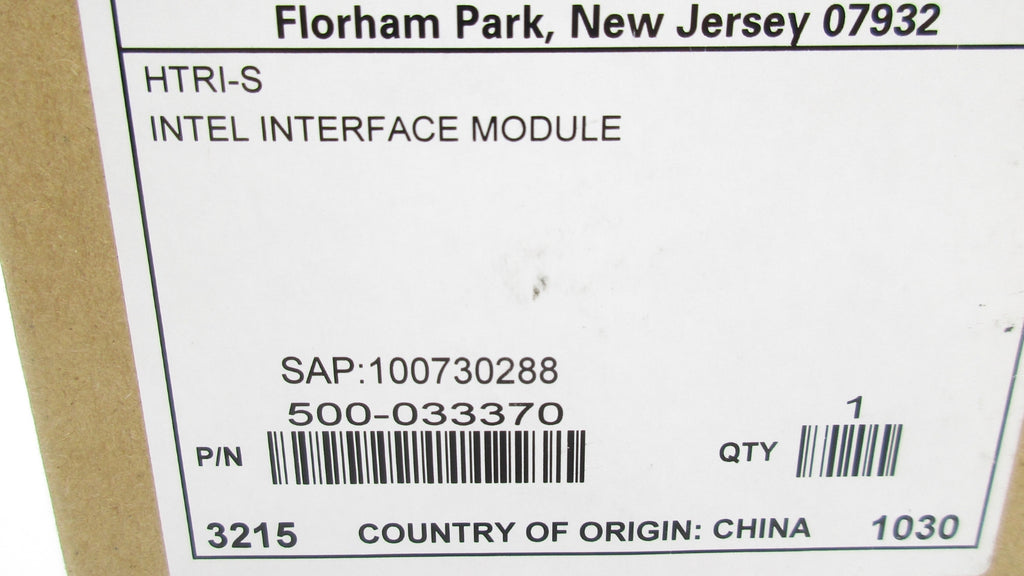 Florham Park, New Jersey 07932
HTRI-S
INTEL INTERFACE MODULE
SAP:100730288
500-033370
1
P/N
QTY
3215
COUNTRY OF ORIGIN: CHINA
1030